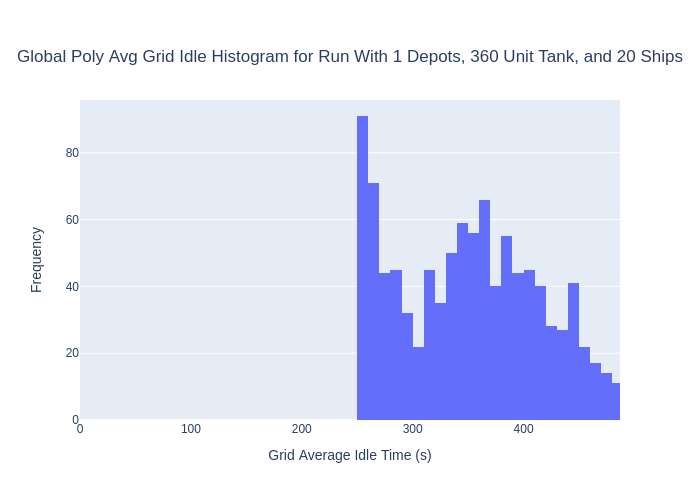 Global Poly Avg Grid Idle Histogram for Run With 1 Depots, 360 Unit Tank, and 20 Ships
80
60
40
20
0
Frequency
0 100 200 300 400
Grid Average Idle Time (s)